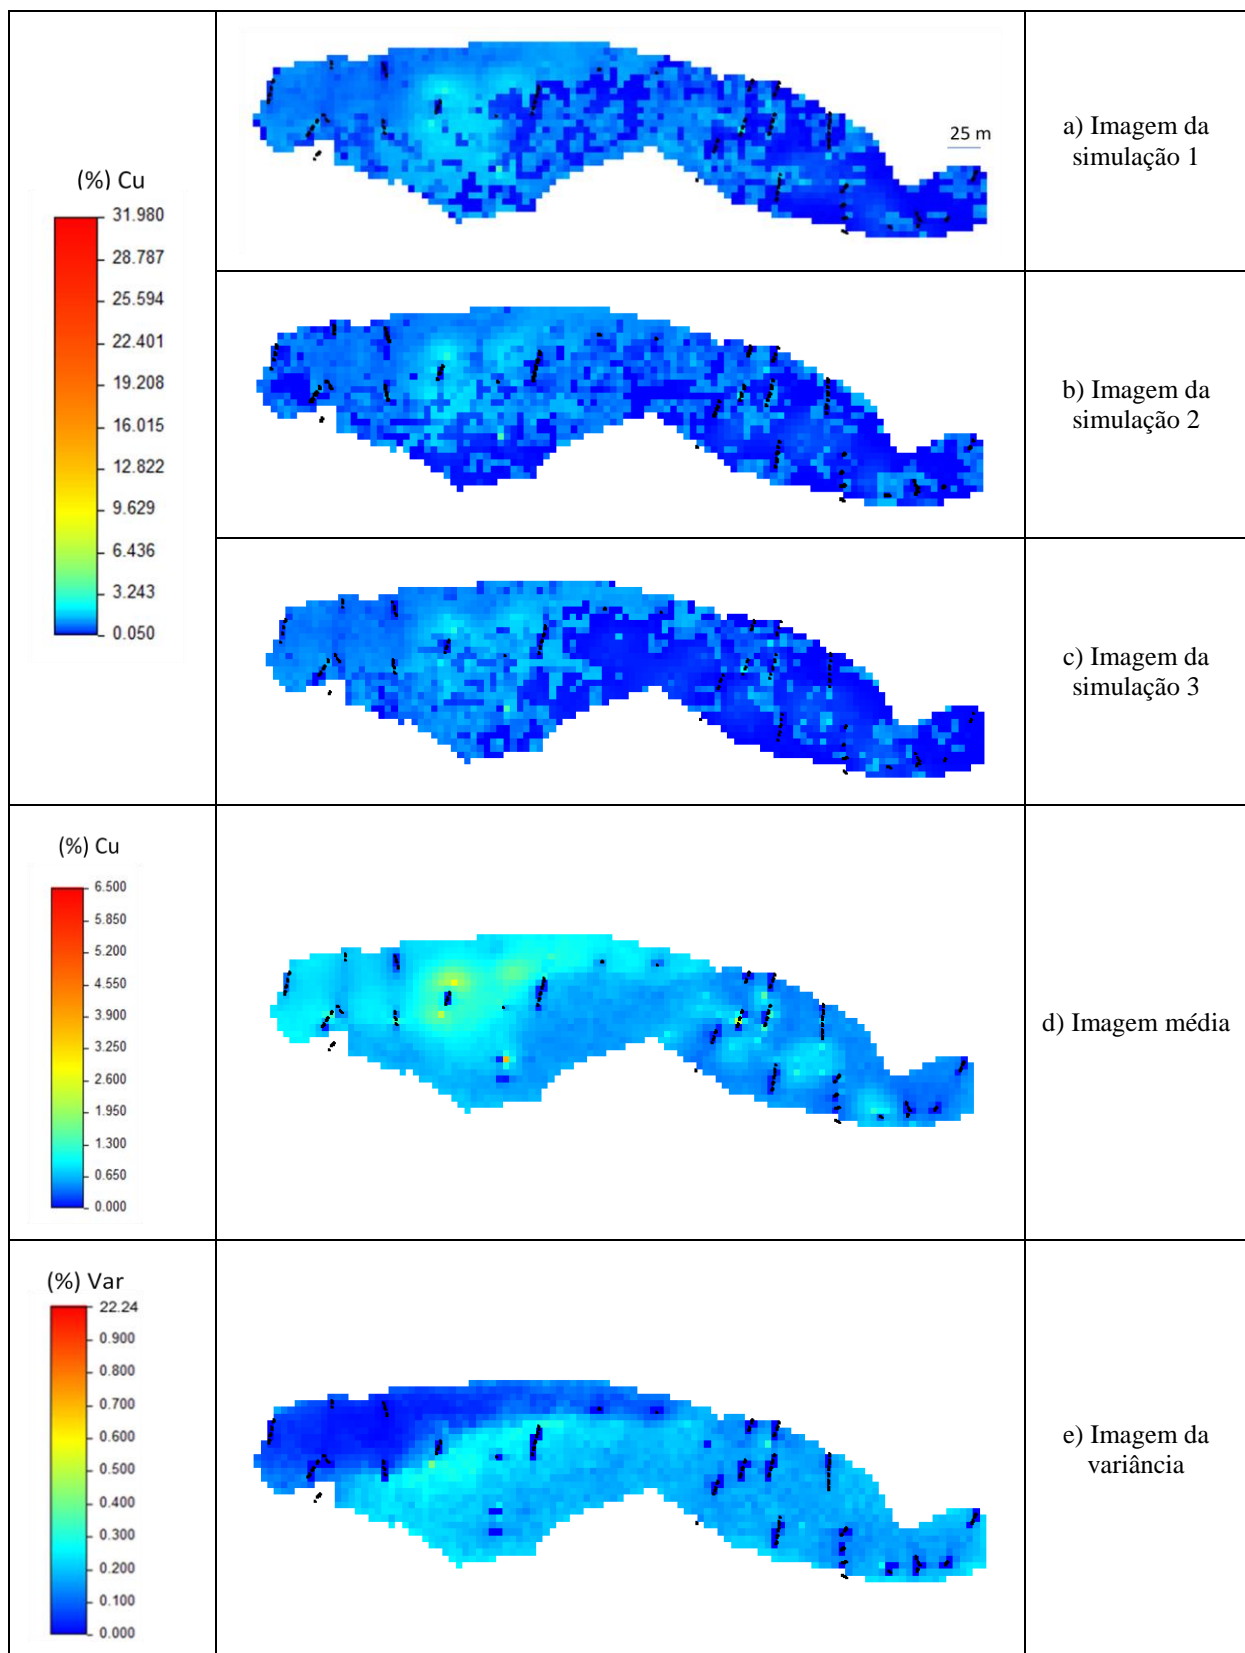 (%) Cu
31.980
28.787
25.594
22.401
19.208
16.015
12.822
9.629
6.436
3.243
0.050
25 m
a) Imagem da
simulação 1
b) Imagem da
simulação 2
c) Imagem da
simulação 3
(%) Cu
6.500
5.850
5.200
4.550
3.900
3.250
2.600
1.950
1.300
0.650
0.000
d) Imagem média
(%) Var
22.24
0.900
0.800
0.700
0.600
0.500
0.400
0.300
0.200
0.100
0.000
e) Imagem da
variância